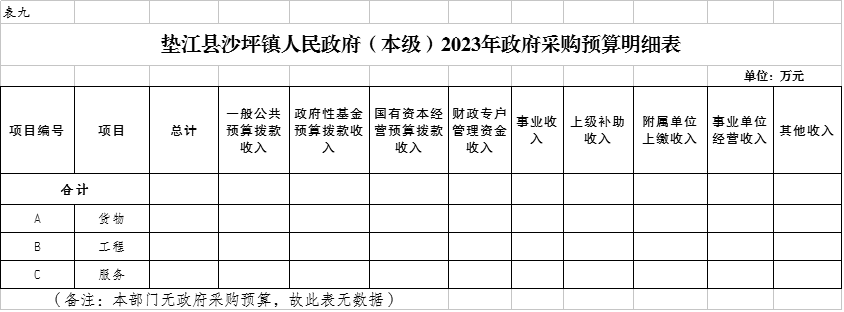 表九
垫江县沙坪镇人民政府（本级）2023年政府采购预算明细表
单位：万元
项目编号
项目
总计
一般公共
预算拨款
收入
政府性基金
预算拨款收
入
国有资本经
营预算拨款
收入
财政专户
管理资金
收入
事业收
入
上级补助
收入
附属单位
上缴收入
事业单位
经营收入
其他收入
合计
A 货物
B 工程
C 服务
（备注：本部门无政府采购预算，故此表无数据）